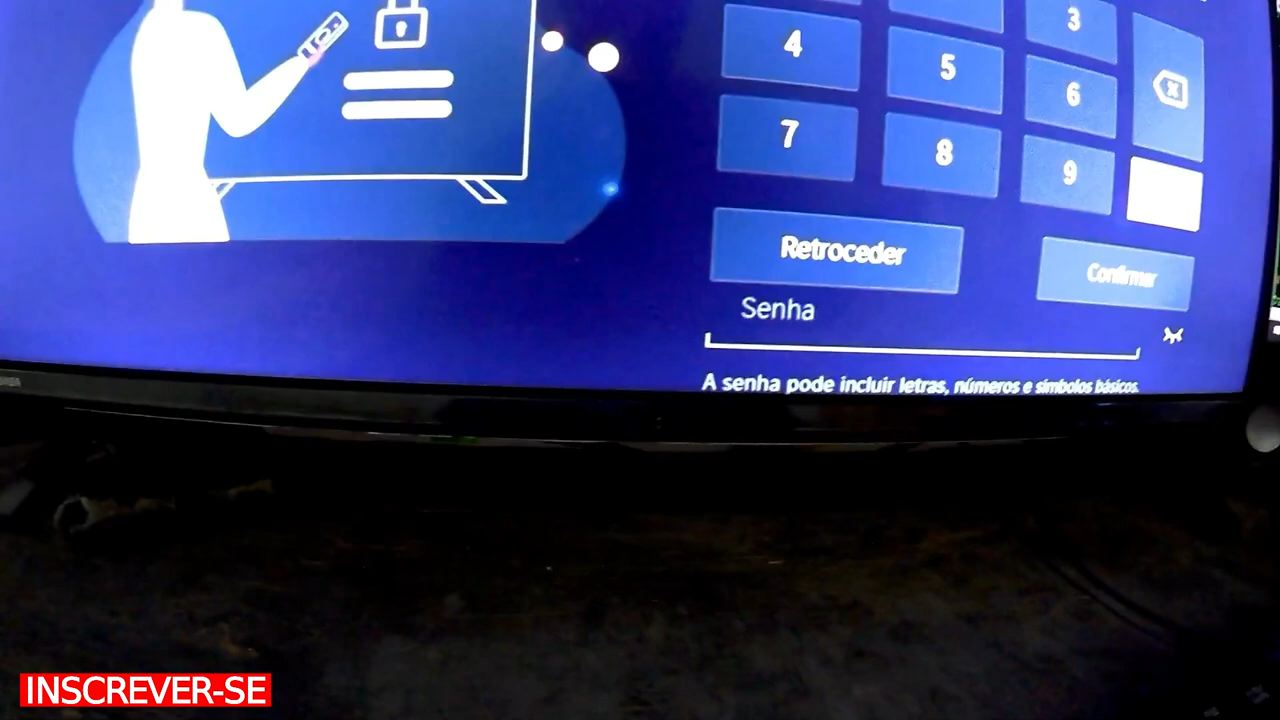 3
4
5
6
7
8
9
Retroceder
Confirmar
Senha
A senha pode incluir letras, números e símbolos básicos.
INSCREVER-SE